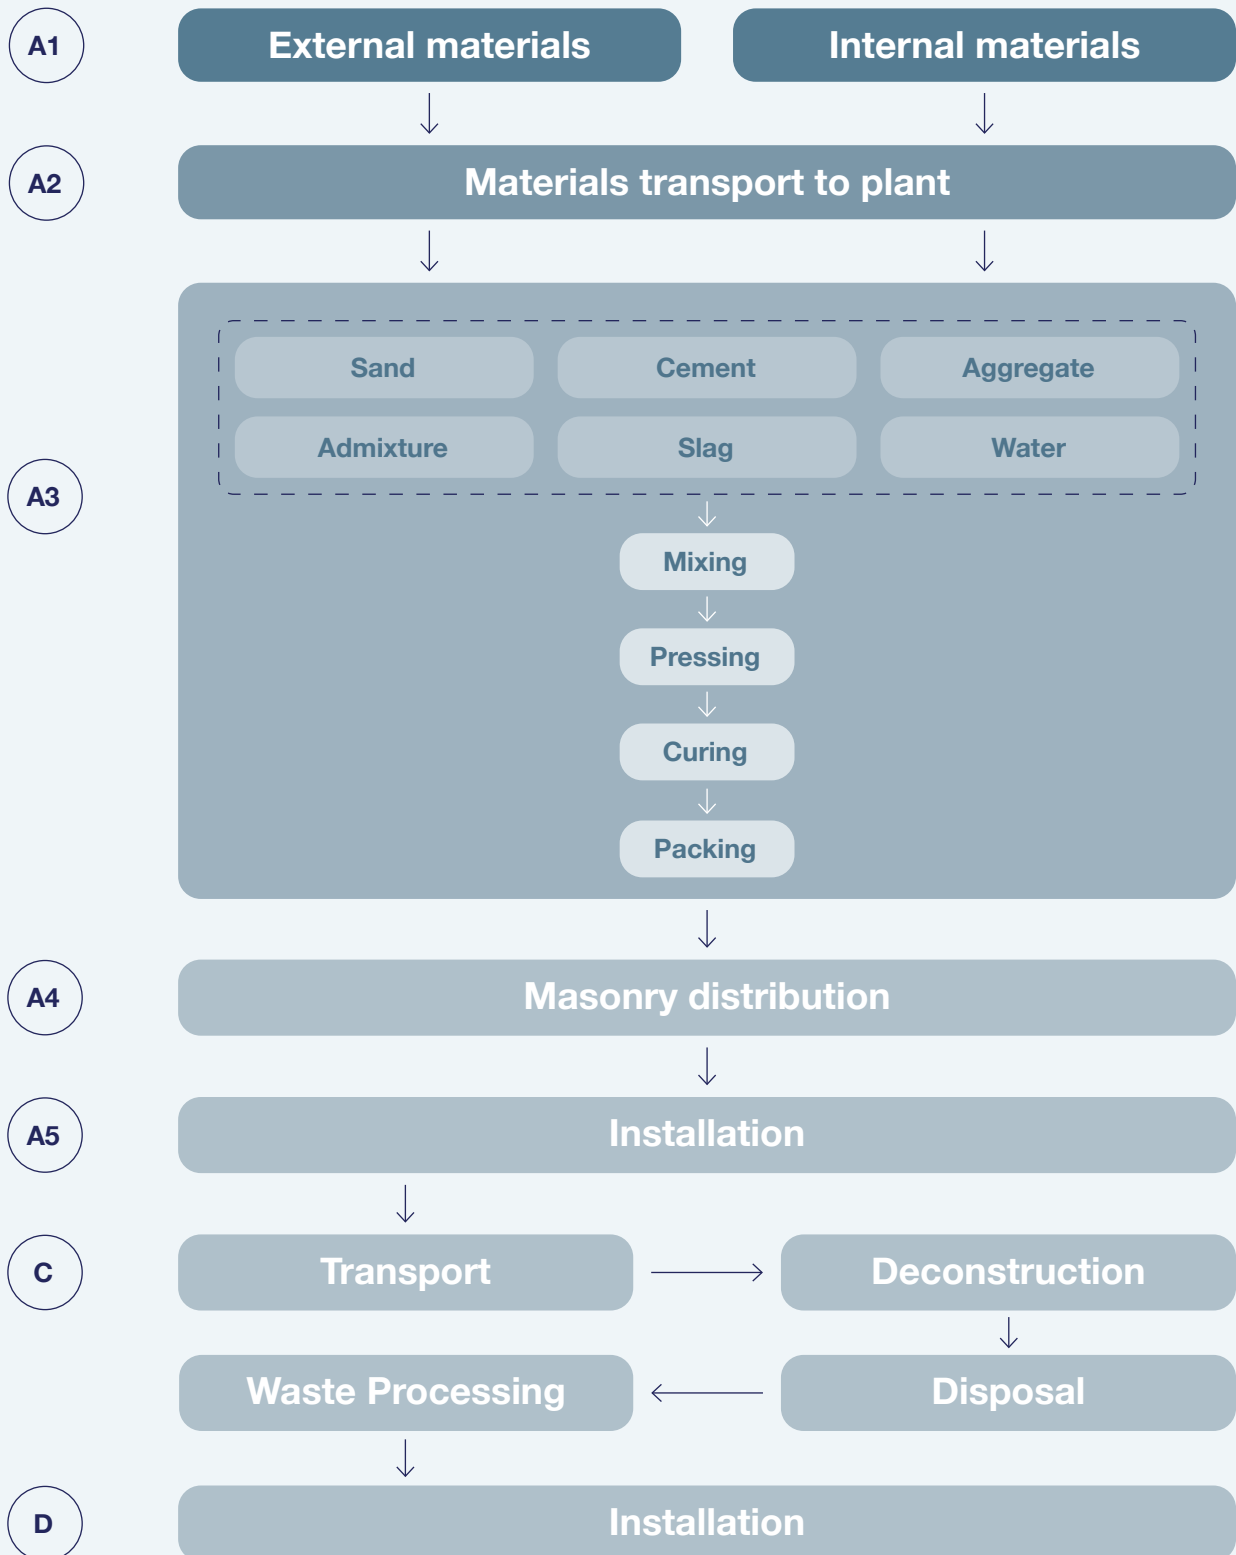 A1
External materials
Internal materials
A2
Materials transport to plant
A3
Sand
Cement
Aggregate
Admixture
Slag
Water
Mixing
Pressing
Curing
Packing
A4
Masonry distribution
A5
Installation
C
Transport
Deconstruction
Waste Processing
Disposal
D
Installation